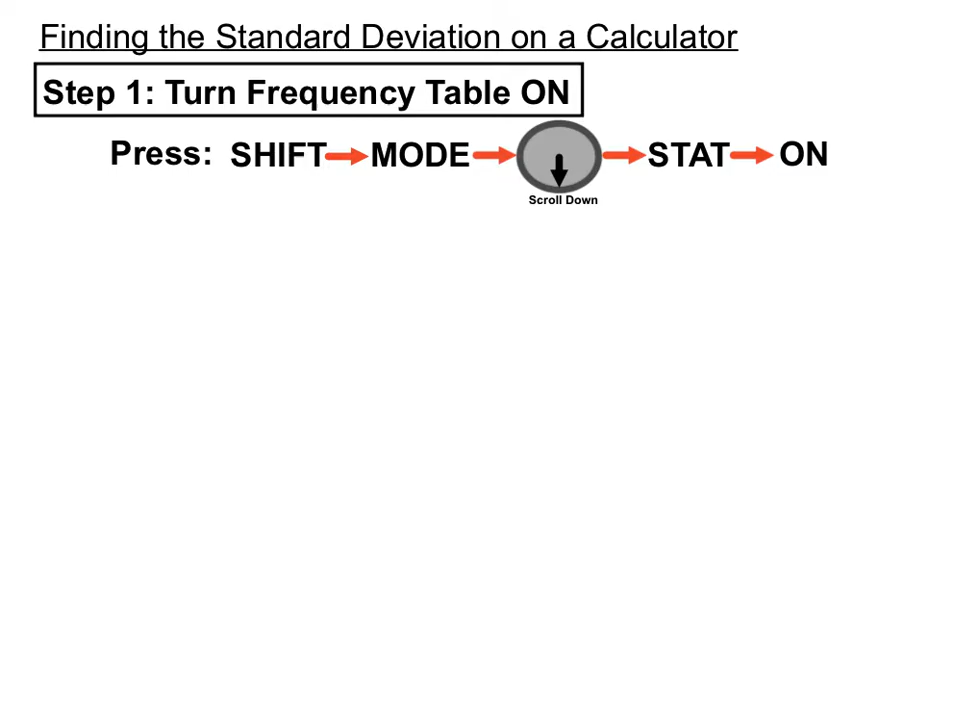 Finding the Standard Deviation on a Calculator
Step 1: Turn Frequency Table ON
Press: SHIFT MODE STAT ON
Scroll Down